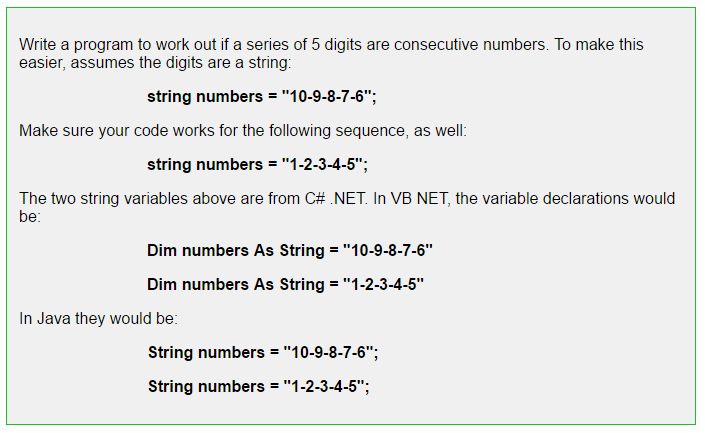 Write a program to work out if a series of 5 digits are consecutive numbers. To make this
easier, assumes the digits are a string:
string numbers = "10-9-8-7-6";
Make sure your code works for the following sequence, as well:
string numbers = "1-2-3-4-5";
The two string variables above are from C# .NET. In VB NET, the variable declarations would
be:
Dim numbers As String = "10-9-8-7-6"
Dim numbers As String = "1-2-3-4-5"
In Java they would be:
String numbers = "10-9-8-7-6";
String numbers = "1-2-3-4-5";